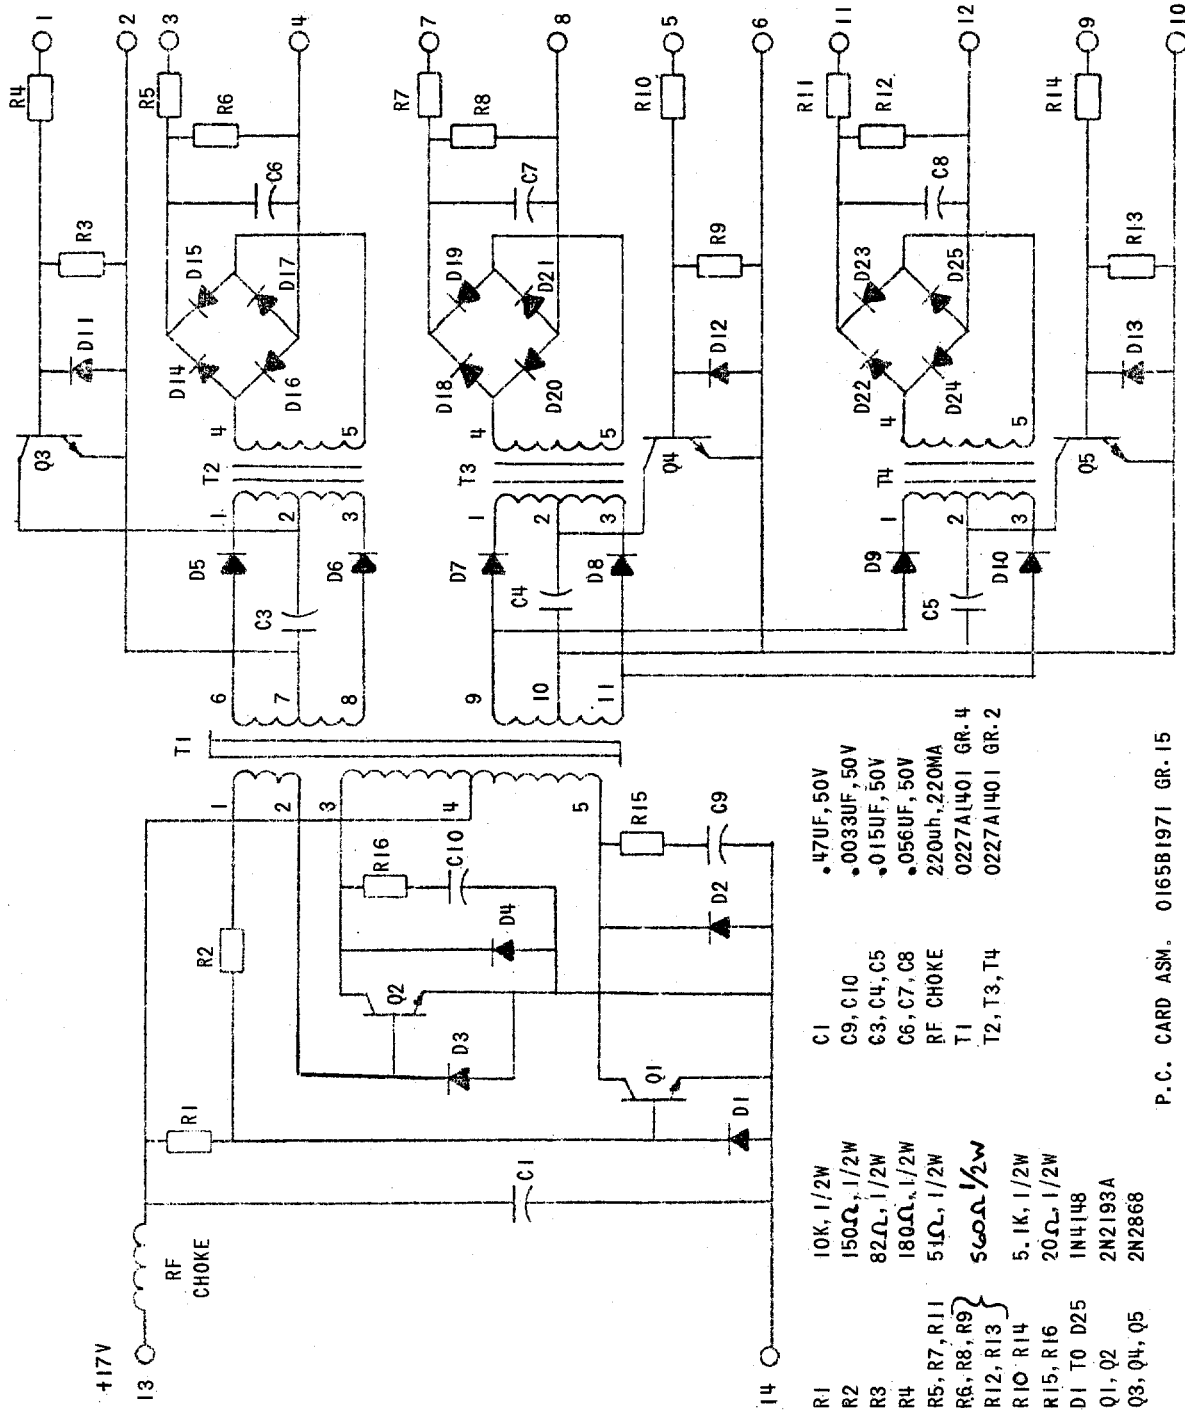 +17V
13
RF
CHOKE
14
R1
C1
R2
D1
Q1
D3
Q2
D4
R16
C10
D2
R15
C9
1
2
3
4
5
T1
6
7
8
9
10
11
D5
D6
C3
D7
D8
C4
D9
D10
C5
1
2
3
T2
4
5
1
2
3
T3
4
5
1
2
3
T4
4
5
Q3
D11
R3
R4
1
2
D14
D15
D16
D17
C6
R6
R5
3
4
D18
D19
D20
D21
C7
R8
R7
7
8
Q4
D12
R9
R10
5
6
D22
D23
D24
D25
C8
R12
R11
11
12
Q5
D13
R13
R14
9
10
R1 10K, 1/2W
R2 150Ω, 1/2W
R3 82Ω, 1/2W
R4 180Ω, 1/2W
R5, R7, R11 51Ω, 1/2W
R6, R8, R9
R12, R13 560Ω 1/2W
R10 R14 5.1K, 1/2W
R15, R16 20Ω, 1/2W
D1 TO D25 1N4148
Q1, Q2 2N2193A
Q3, Q4, Q5 2N2868
C1 .47UF, 50V
C9, C10 .0033UF, 50V
C3, C4, C5 .015UF, 50V
C6, C7, C8 .056UF, 50V
RF CHOKE 220uh, 220MA
T1 0227A1401 GR.4
T2, T3, T4 0227A1401 GR.2
P.C. CARD ASM. 0165B1971 GR.15